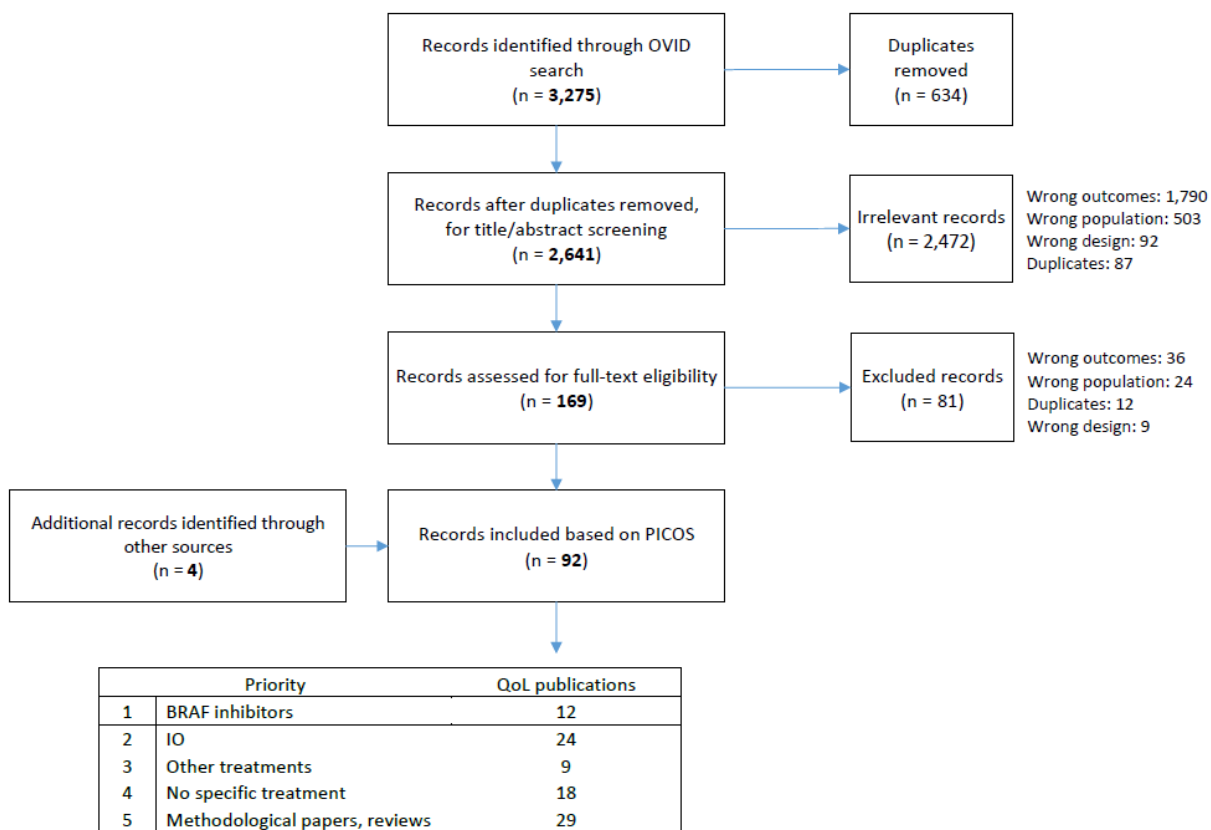 Records identified through OVID
search
(n = 3,275)
Duplicates
removed
(n = 634)
Records after duplicates removed,
for title/abstract screening
(n = 2,641)
Irrelevant records
(n = 2,472)
Wrong outcomes: 1,790
Wrong population: 503
Wrong design: 92
Duplicates: 87
Records assessed for full-text eligibility
(n = 169)
Excluded records
(n = 81)
Wrong outcomes: 36
Wrong population: 24
Duplicates: 12
Wrong design: 9
Additional records identified through
other sources
(n = 4)
Records included based on PICOS
(n = 92)
Priority QoL publications
1 BRAF inhibitors 12
2 IO 24
3 Other treatments 9
4 No specific treatment 18
5 Methodological papers, reviews 29